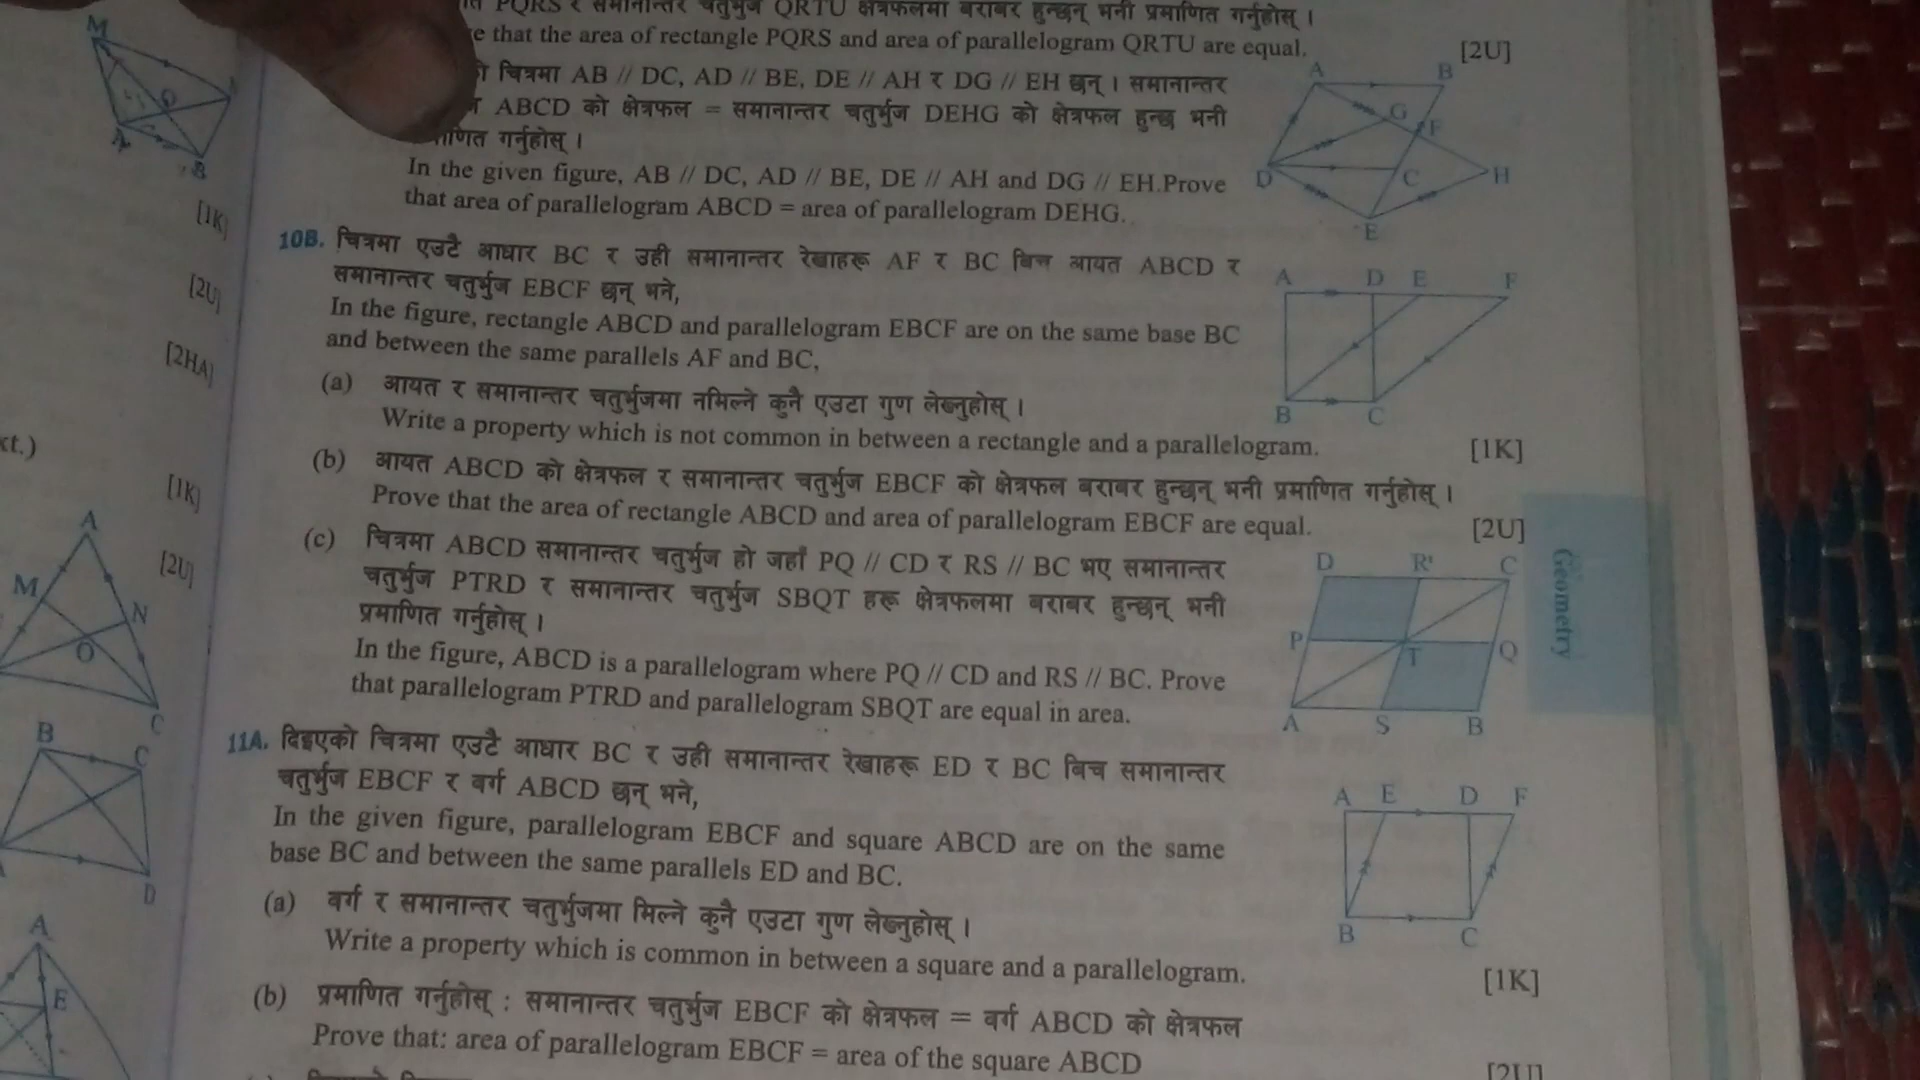 PQRS र समानान्तर चतुर्भुज QRTU क्षेत्रफलमा बराबर हुन्छन् भनी प्रमाणित गर्नुहोस् ।
that the area of rectangle PQRS and area of parallelogram QRTU are equal. [2U]
चित्रमा AB // DC, AD // BE, DE // AH र DG // EH छन् । समानान्तर
ABCD को क्षेत्रफल = समानान्तर चतुर्भुज DEHG को क्षेत्रफल हुन्छ भनी
गर्नुहोस् ।
In the given figure, AB // DC, AD // BE, DE // AH and DG // EH.Prove
that area of parallelogram ABCD = area of parallelogram DEHG.
A B
G F
D C H
E
10B. चित्रमा एउटै आधार BC र उही समानान्तर रेखाहरू AF र BC बिच आयत ABCD र
समानान्तर चतुर्भुज EBCF छन् भने,
In the figure, rectangle ABCD and parallelogram EBCF are on the same base BC
and between the same parallels AF and BC,
A D E F
B C
(a) आयत र समानान्तर चतुर्भुजमा नमिल्ने कुनै एउटा गुण लेख्नुहोस् ।
Write a property which is not common in between a rectangle and a parallelogram. [1K]
(b) आयत ABCD को क्षेत्रफल र समानान्तर चतुर्भुज EBCF को क्षेत्रफल बराबर हुन्छन् भनी प्रमाणित गर्नुहोस् ।
Prove that the area of rectangle ABCD and area of parallelogram EBCF are equal. [2U]
(c) चित्रमा ABCD समानान्तर चतुर्भुज हो जहाँ PQ // CD र RS // BC भए समानान्तर
चतुर्भुज PTRD र समानान्तर चतुर्भुज SBQT हरू क्षेत्रफलमा बराबर हुन्छन् भनी
प्रमाणित गर्नुहोस् ।
In the figure, ABCD is a parallelogram where PQ // CD and RS // BC. Prove
that parallelogram PTRD and parallelogram SBQT are equal in area.
D R C
P T Q
A S B
Geometry
11A. दिइएको चित्रमा एउटै आधार BC र उही समानान्तर रेखाहरू ED र BC बिच समानान्तर
चतुर्भुज EBCF र वर्ग ABCD छन् भने,
In the given figure, parallelogram EBCF and square ABCD are on the same
base BC and between the same parallels ED and BC.
A E D F
B C
(a) वर्ग र समानान्तर चतुर्भुजमा मिल्ने कुनै एउटा गुण लेख्नुहोस् ।
Write a property which is common in between a square and a parallelogram. [1K]
(b) प्रमाणित गर्नुहोस् : समानान्तर चतुर्भुज EBCF को क्षेत्रफल = वर्ग ABCD को क्षेत्रफल
Prove that: area of parallelogram EBCF = area of the square ABCD
[2U]
M
O
B
[1K]
[2U]
[2HA]
[1K]
[2U]
A
M N
O
C
B C
D
A
E